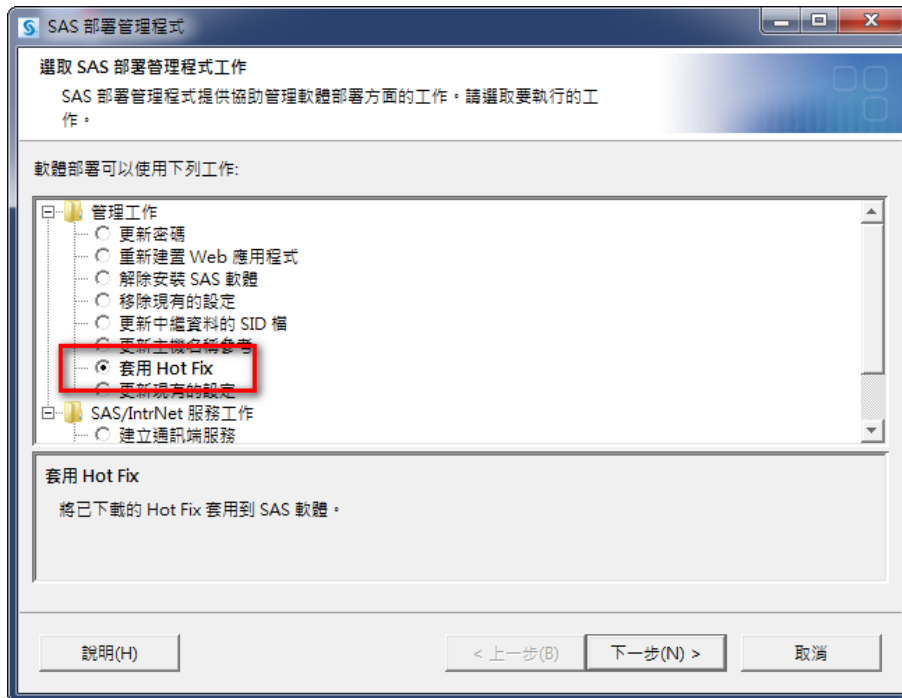 SAS 部署管理程式
選取 SAS 部署管理程式工作
SAS 部署管理程式提供協助管理軟體部署方面的工作。請選取要執行的工
作。
軟體部署可以使用下列工作:
管理工作
更新密碼
重新建置 Web 應用程式
解除安裝 SAS 軟體
移除現有的設定
更新中繼資料的 SID 檔
更新主機名稱參考
套用 Hot Fix
更新現有的設定
SAS/IntrNet 服務工作
建立通訊端服務
套用 Hot Fix
將已下載的 Hot Fix 套用到 SAS 軟體。
說明(H)
< 上一步(B)
下一步(N) >
取消